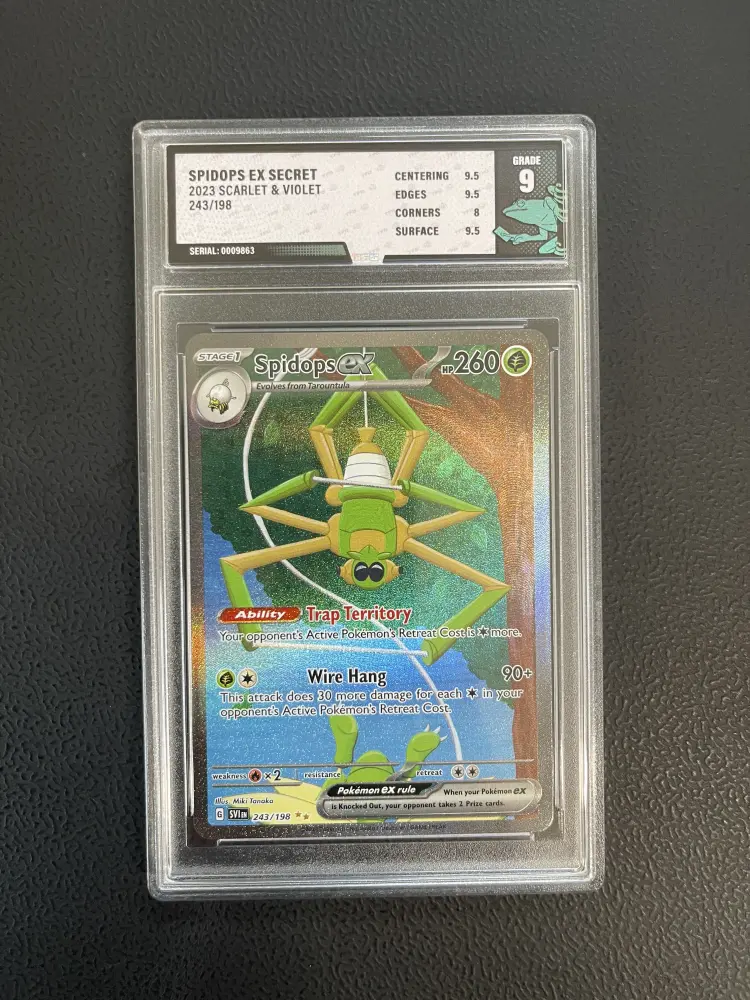 SPIDOPS EX SECRET
2023 SCARLET & VIOLET
243/198
SERIAL: 0009863
CENTERING 9.5
EDGES 9.5
CORNERS 8
SURFACE 9.5
GRADE
9
STAGE 1
Spidops ex
HP 260
Evolves from Tarountula
Ability Trap Territory
Your opponent's Active Pokémon's Retreat Cost is more.
Wire Hang 90+
This attack does 30 more damage for each in your
opponent's Active Pokémon's Retreat Cost.
weakness ×2 resistance retreat
Pokémon ex rule When your Pokémon ex
is Knocked Out, your opponent takes 2 Prize cards.
Illus. Miki Tanaka
G SVI EN 243/198